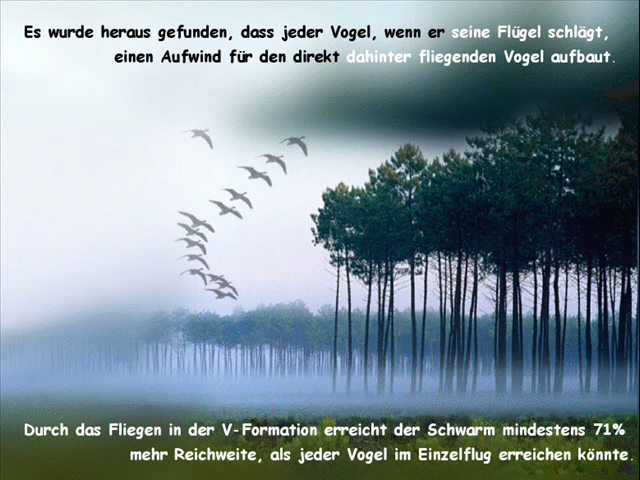 Es wurde heraus gefunden, dass jeder Vogel, wenn er seine Flügel schlägt,
einen Aufwind für den direkt dahinter fliegenden Vogel aufbaut.
Durch das Fliegen in der V-Formation erreicht der Schwarm mindestens 71%
mehr Reichweite, als jeder Vogel im Einzelflug erreichen könnte.